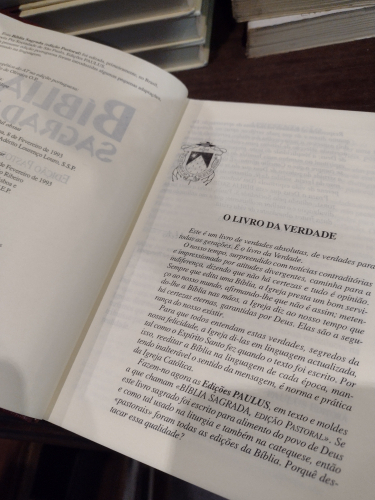 BÍBLIA
SAGRAD
O LIVRO DA VERDADE
Este é um livro de verdades absolutas, de verdades para
todas as gerações. É o livro da Verdade.
O nosso tempo, surpreendido com notícias contraditórias
e impressionado por atitudes divergentes, caminha para a
indiferença, dizendo que não há certezas e tudo é opinião.
Sempre que edita uma Bíblia, a Igreja presta um bom servi-
ço ao nosso mundo, afirmando-lhe que não é assim, meten-
do-lhe a Bíblia nas mãos, a Igreja diz ao nosso tempo que
há certezas eternas, garantidas por Deus. Elas são a segu-
rança do nosso existir.
Para que todos entendam estas verdades, segredos da
nossa felicidade, a Igreja di-las em linguagem actualizada,
tal como o Espírito Santo fez quando o texto foi escrito. Por
isso, reeditar a Bíblia na linguagem de cada época, man-
tendo inalterável o sentido da mensagem, é norma e prática
da Igreja Católica.
Fazem-no agora as Edições PAULUS, em texto e moldes
a que chamam «BÍBLIA SAGRADA, EDIÇÃO PASTORAL». Se
este livro sagrado foi escrito para alimento do povo de Deus
e como tal usado na liturgia e também na catequese, então
«pastorais» foram todas as edições da Bíblia. Porquê des-
tacar essa qualidade?